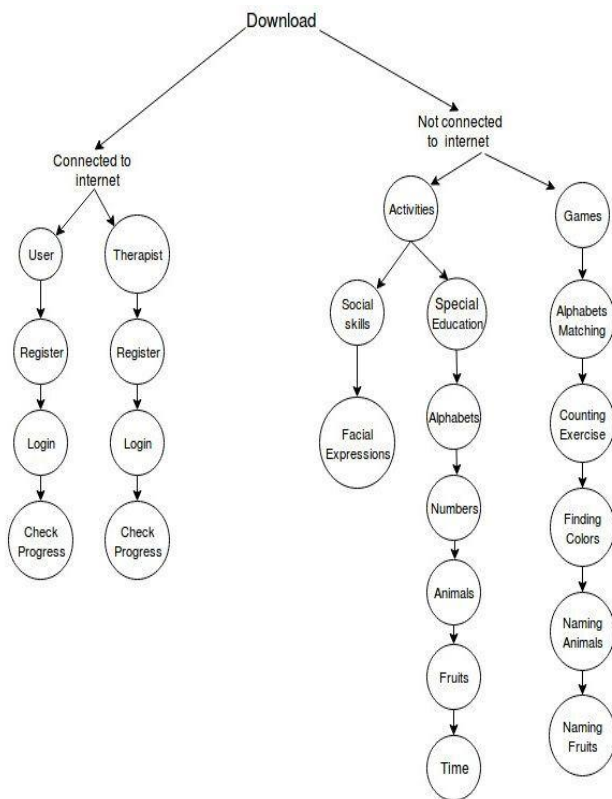 Download
Connected to
internet
User
Register
Login
Check
Progress
Therapist
Register
Login
Check
Progress
Not connected
to internet
Activities
Social
skills
Facial
Expressions
Special
Education
Alphabets
Numbers
Animals
Fruits
Time
Games
Alphabets
Matching
Counting
Exercise
Finding
Colors
Naming
Animals
Naming
Fruits